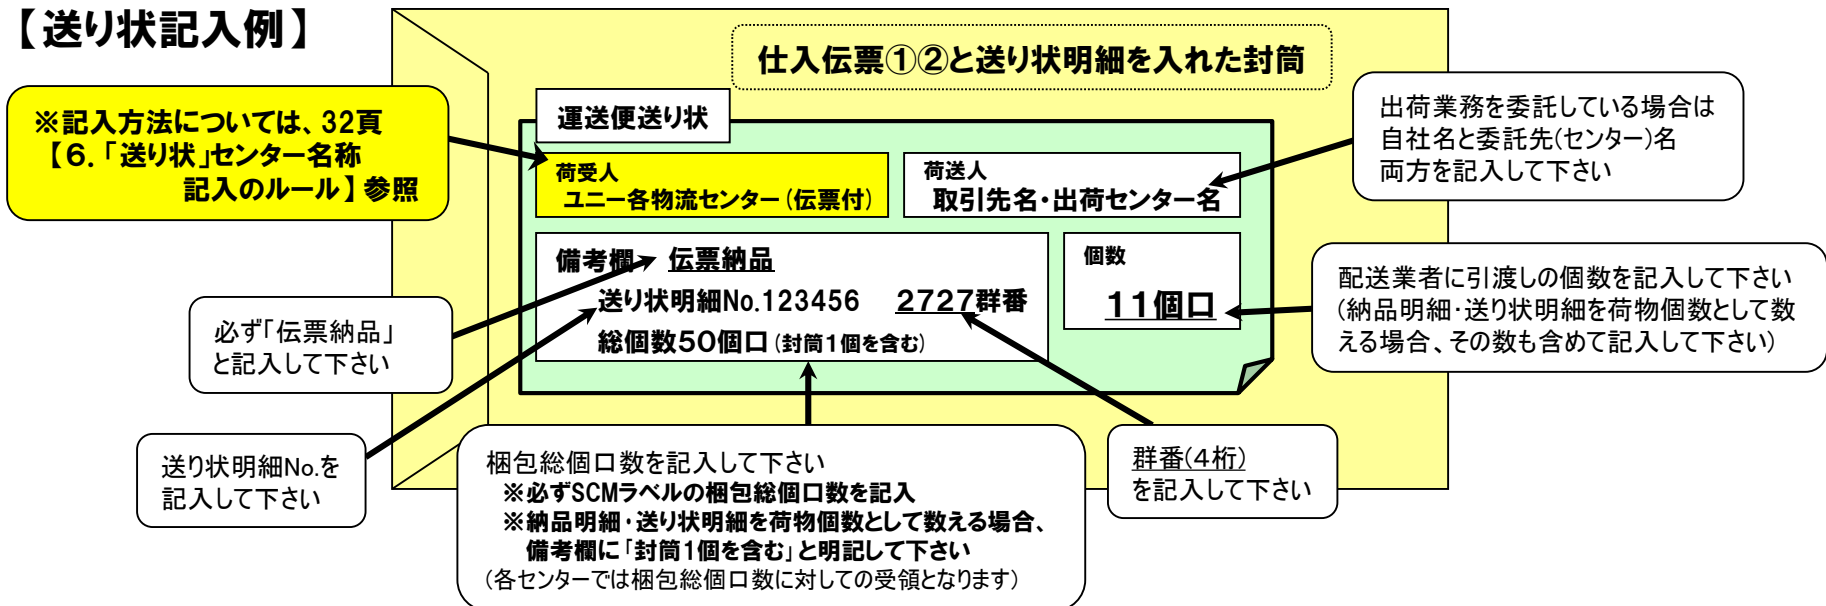 【送り状記入例】
仕入伝票①②と送り状明細を入れた封筒
※記入方法については、32頁
【6.「送り状」センター名称
記入のルール】参照
運送便送り状
荷受人
ユニー各物流センター(伝票付)
荷送人
取引先名・出荷センター名
出荷業務を委託している場合は
自社名と委託先(センター)名
両方を記入して下さい
備考欄 伝票納品
送り状明細No.123456 2727群番
総個数50個口(封筒1個を含む)
個数
11個口
配送業者に引渡しの個数を記入して下さい
(納品明細・送り状明細を荷物個数として数
える場合、その数も含めて記入して下さい)
必ず「伝票納品」
と記入して下さい
送り状明細No.を
記入して下さい
梱包総個口数を記入して下さい
※必ずSCMラベルの梱包総個口数を記入
※納品明細・送り状明細を荷物個数として数える場合、
備考欄に「封筒1個を含む」と明記して下さい
(各センターでは梱包総個口数に対しての受領となります)
群番(4桁)
を記入して下さい